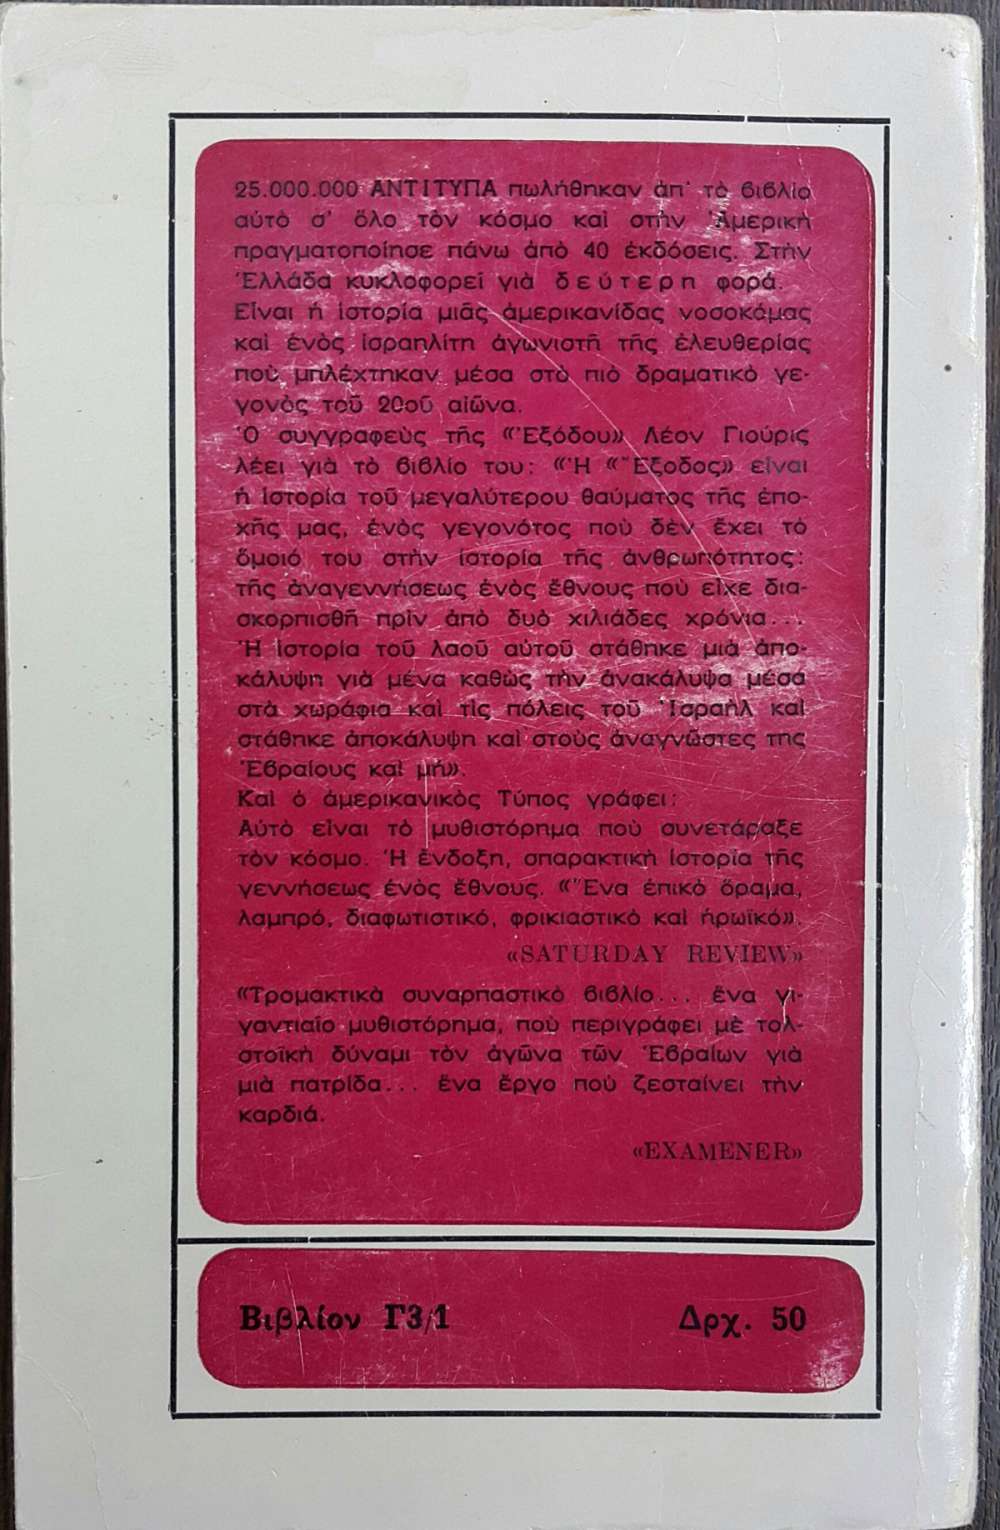 25.000.000 ΑΝΤΙΤΥΠΑ πωλήθηκαν ἀπ' τὸ βιβλίο
αὐτὸ σ' ὅλο τὸν κόσμο καὶ στὴν Ἀμερικὴ
πραγματοποίησε πάνω ἀπὸ 40 ἐκδόσεις. Στὴν
Ἑλλάδα κυκλοφορεῖ γιὰ δεύτερη φορά.
Εἶναι ἡ ἱστορία μιᾶς ἀμερικανίδας νοσοκόμας
καὶ ἑνὸς ἰσραηλίτη ἀγωνιστῆ τῆς ἐλευθερίας
ποὺ μπλέχτηκαν μέσα στὸ πιὸ δραματικὸ γε-
γονὸς τοῦ 20οῦ αἰῶνα.
Ὁ συγγραφεὺς τῆς «Ἐξόδου» Λέον Γιούρις
λέει γιὰ τὸ βιβλίο του: «Ἡ «Ἔξοδος» εἶναι
ἡ ἱστορία τοῦ μεγαλύτερου θαύματος τῆς ἐπο-
χῆς μας, ἑνὸς γεγονότος ποὺ δὲν ἔχει τὸ
ὅμοιό του στὴν ἱστορία τῆς ἀνθρωπότητος:
τῆς ἀναγεννήσεως ἑνὸς ἔθνους ποὺ εἶχε δια-
σκορπισθῆ πρὶν ἀπὸ δυὸ χιλιάδες χρόνια...
Ἡ ἱστορία τοῦ λαοῦ αὐτοῦ στάθηκε μιὰ ἀπο-
κάλυψη γιὰ μένα καθὼς τὴν ἀνακάλυψα μέσα
στὰ χωράφια καὶ τὶς πόλεις τοῦ Ἰσραὴλ καὶ
στάθηκε ἀποκάλυψη καὶ στοὺς ἀναγνῶστες της
Ἑβραίους καὶ μή».
Καὶ ὁ ἀμερικανικὸς Τύπος γράφει:
Αὐτὸ εἶναι τὸ μυθιστόρημα ποὺ συνετάραξε
τὸν κόσμο. Ἡ ἔνδοξη, σπαρακτικὴ ἱστορία τῆς
γεννήσεως ἑνὸς ἔθνους. «Ἕνα ἐπικὸ δράμα,
λαμπρό, διαφωτιστικό, φρικιαστικὸ καὶ ἡρωϊκό».
«SATURDAY REVIEW»
«Τρομακτικὰ συναρπαστικὸ βιβλίο... ἕνα γι-
γαντιαῖο μυθιστόρημα, ποὺ περιγράφει μὲ τολ-
στοϊκὴ δύναμι τὸν ἀγῶνα τῶν Ἑβραίων γιὰ
μιὰ πατρίδα... ἕνα ἔργο ποὺ ζεσταίνει τὴν
καρδιά.
«EXAMENER»
Βιβλίον Γ3/1 Δρχ. 50